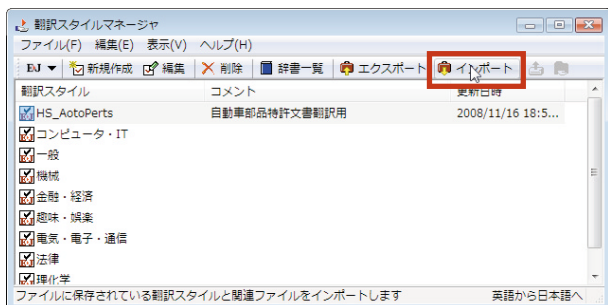 翻訳スタイルマネージャ
ファイル(F) 編集(E) 表示(V) ヘルプ(H)
EJ 新規作成 編集 削除 辞書一覧 エクスポート インポート
翻訳スタイル コメント 更新日時
HS_AotoPerts 自動車部品特許文書翻訳用 2008/11/16 18:5...
コンピュータ・IT
一般
機械
金融・経済
趣味・娯楽
電気・電子・通信
法律
理化学
ファイルに保存されている翻訳スタイルと関連ファイルをインポートします 英語から日本語へ